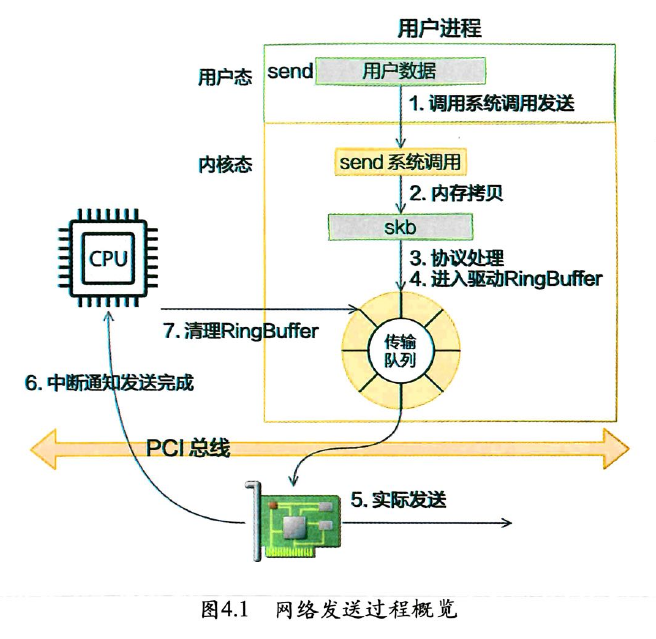 用户进程
用户态
send
用户数据
1. 调用系统调用发送
内核态
send 系统调用
2. 内存拷贝
skb
3. 协议处理
4. 进入驱动RingBuffer
CPU
7. 清理RingBuffer
传输
队列
6. 中断通知发送完成
PCI 总线
5. 实际发送
图4.1 网络发送过程概览